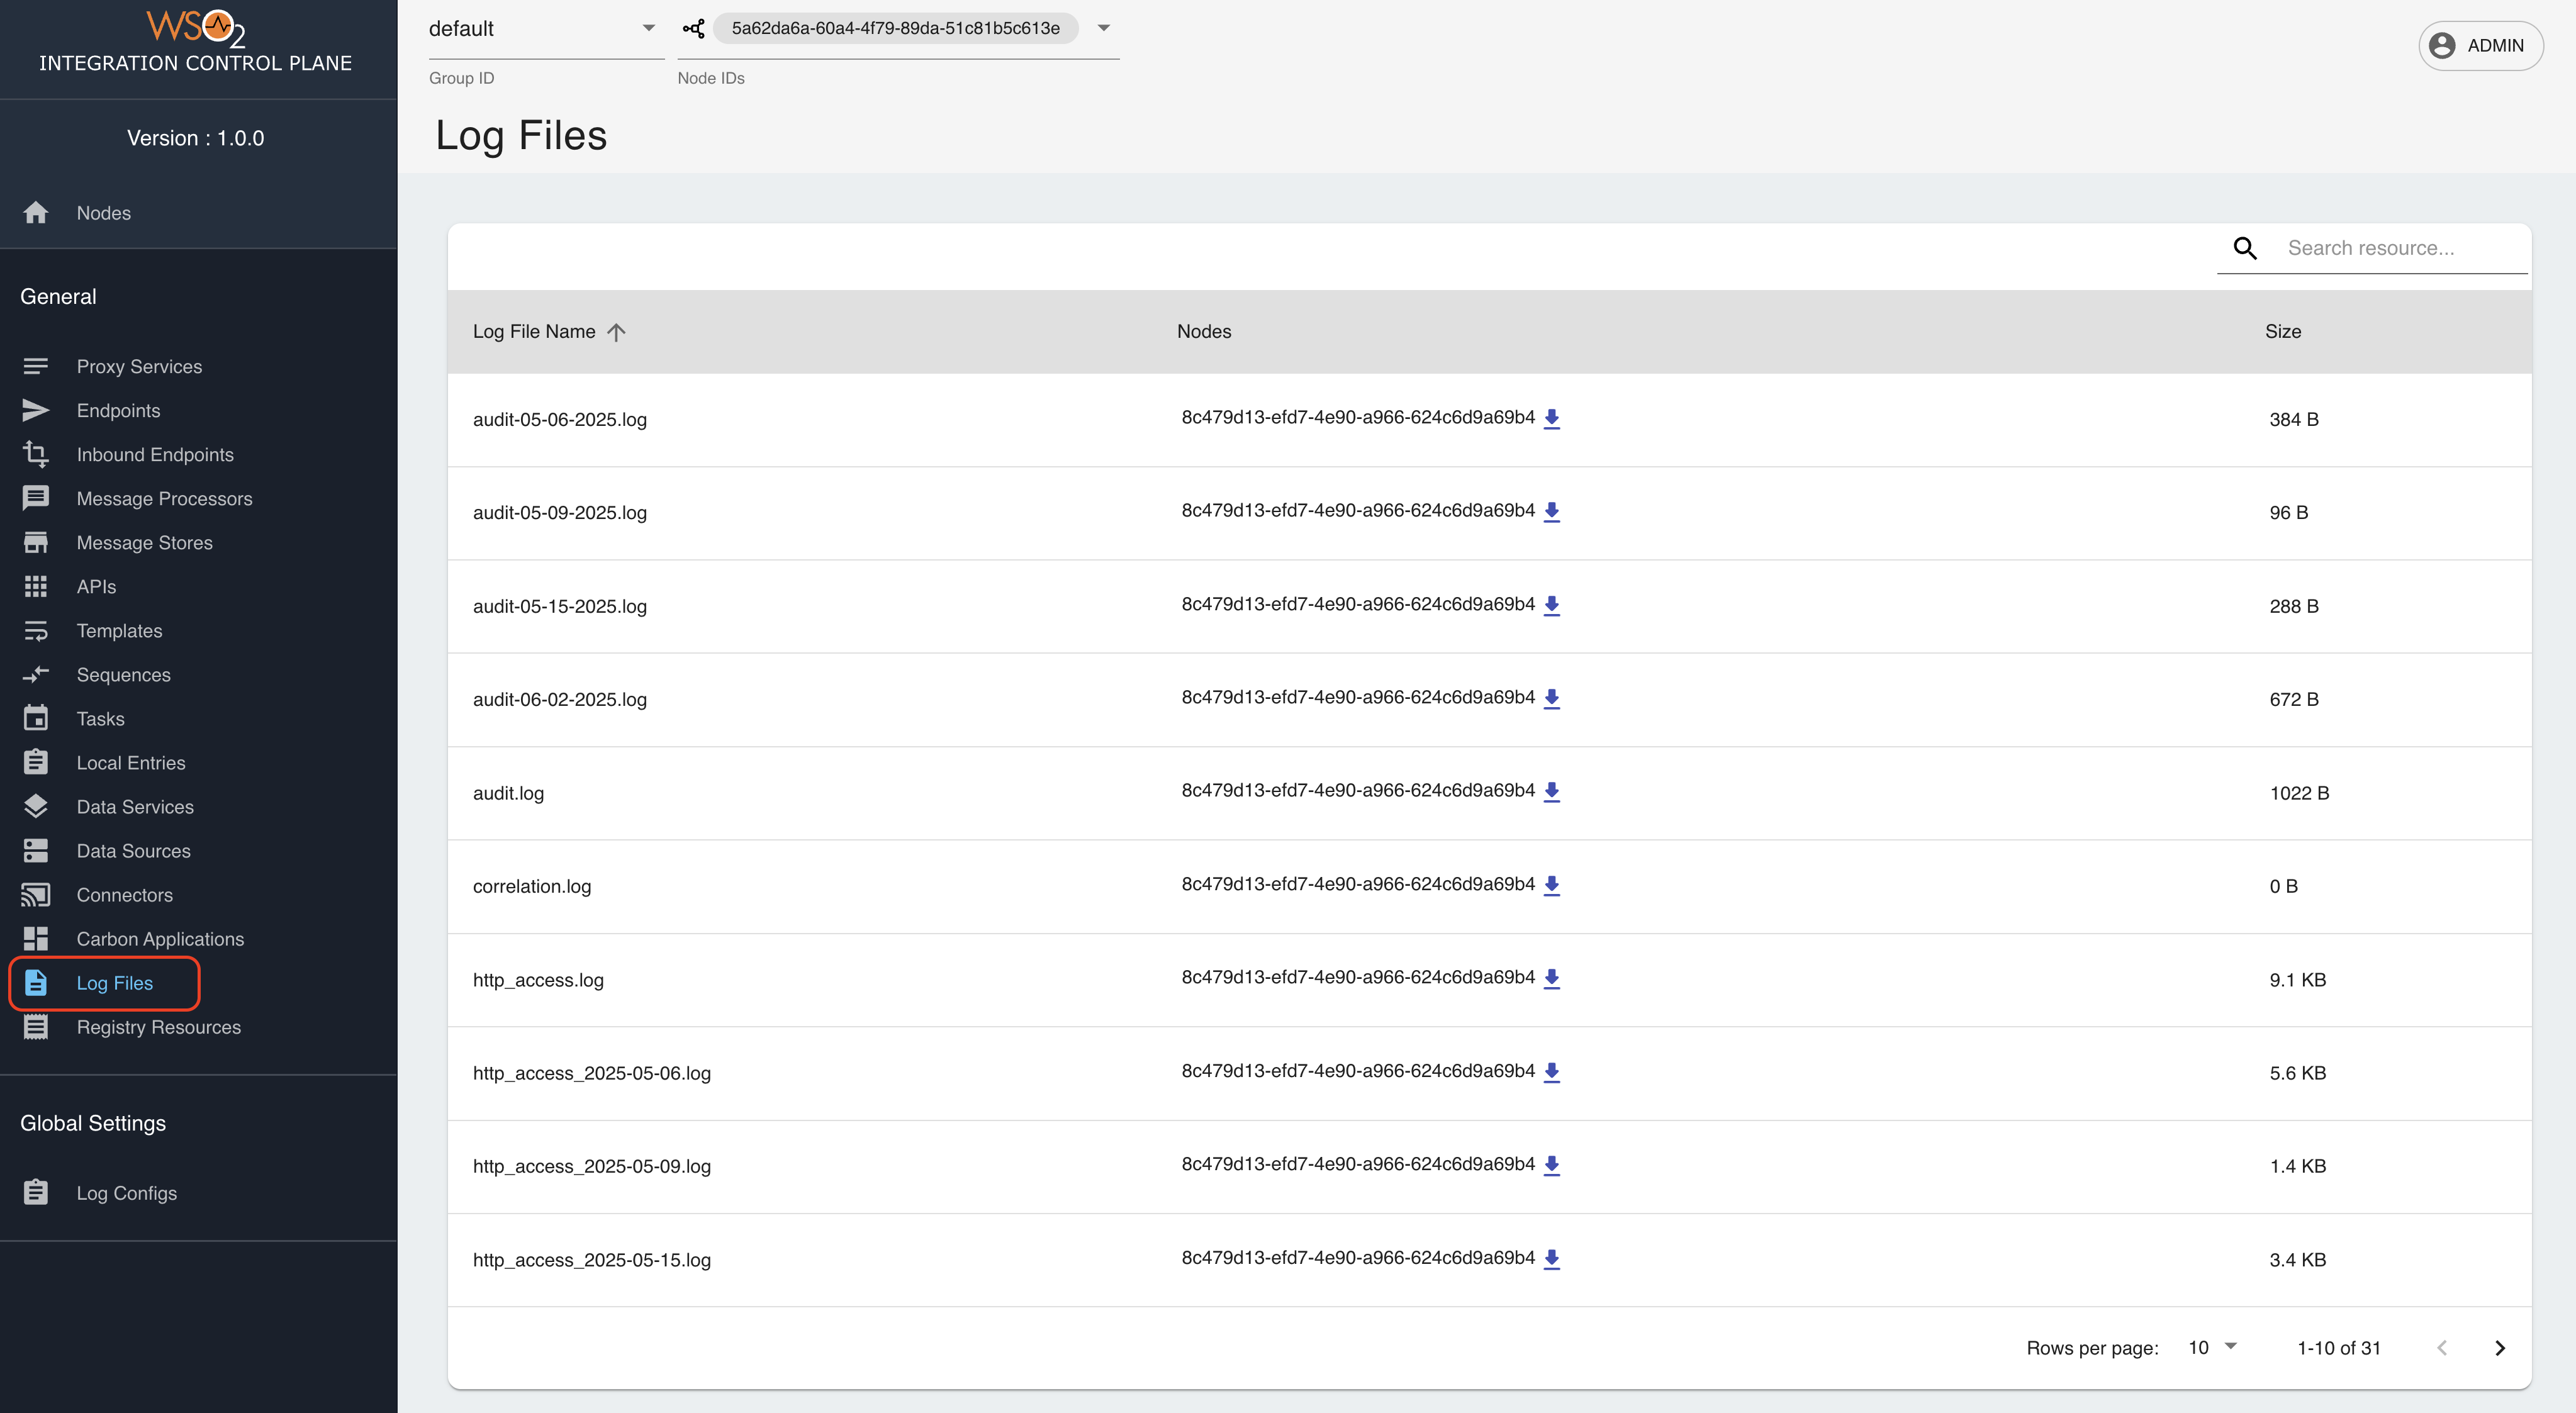 WSO2
INTEGRATION CONTROL PLANE
Version : 1.0.0
Nodes
General
Proxy Services
Endpoints
Inbound Endpoints
Message Processors
Message Stores
APIs
Templates
Sequences
Tasks
Local Entries
Data Services
Data Sources
Connectors
Carbon Applications
Log Files
Registry Resources
Global Settings
Log Configs
default 5a62da6a-60a4-4f79-89da-51c81b5c613e
Group ID Node IDs
ADMIN
Log Files
Search resource...
Log File Name Nodes Size
audit-05-06-2025.log 8c479d13-efd7-4e90-a966-624c6d9a69b4 384 B
audit-05-09-2025.log 8c479d13-efd7-4e90-a966-624c6d9a69b4 96 B
audit-05-15-2025.log 8c479d13-efd7-4e90-a966-624c6d9a69b4 288 B
audit-06-02-2025.log 8c479d13-efd7-4e90-a966-624c6d9a69b4 672 B
audit.log 8c479d13-efd7-4e90-a966-624c6d9a69b4 1022 B
correlation.log 8c479d13-efd7-4e90-a966-624c6d9a69b4 0 B
http_access.log 8c479d13-efd7-4e90-a966-624c6d9a69b4 9.1 KB
http_access_2025-05-06.log 8c479d13-efd7-4e90-a966-624c6d9a69b4 5.6 KB
http_access_2025-05-09.log 8c479d13-efd7-4e90-a966-624c6d9a69b4 1.4 KB
http_access_2025-05-15.log 8c479d13-efd7-4e90-a966-624c6d9a69b4 3.4 KB
Rows per page: 10 1-10 of 31